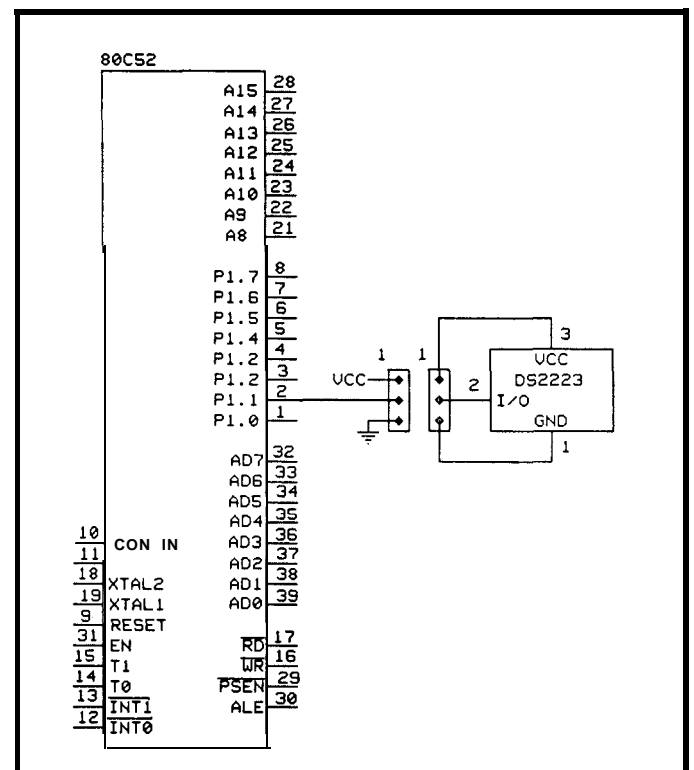 80C52
A15 28
A14 27
A13 26
A12 25
A11 24
A10 23
A9 22
A8 21
P1.7 8
P1.6 7
P1.5 6
P1.4 5
P1.2 4
P1.2 3
P1.1 2
P1.0 1
VCC
1
1
3
VCC
DS2223
2
I/O
GND
1
AD7 32
AD6 33
AD5 34
AD4 35
AD3 36
AD2 37
AD1 38
AD0 39
10 CON IN
11
18 XTAL2
19 XTAL1
9 RESET
31 EN
15 T1
14 T0
13 INT1
12 INT0
RD 17
WR 16
PSEN 29
ALE 30